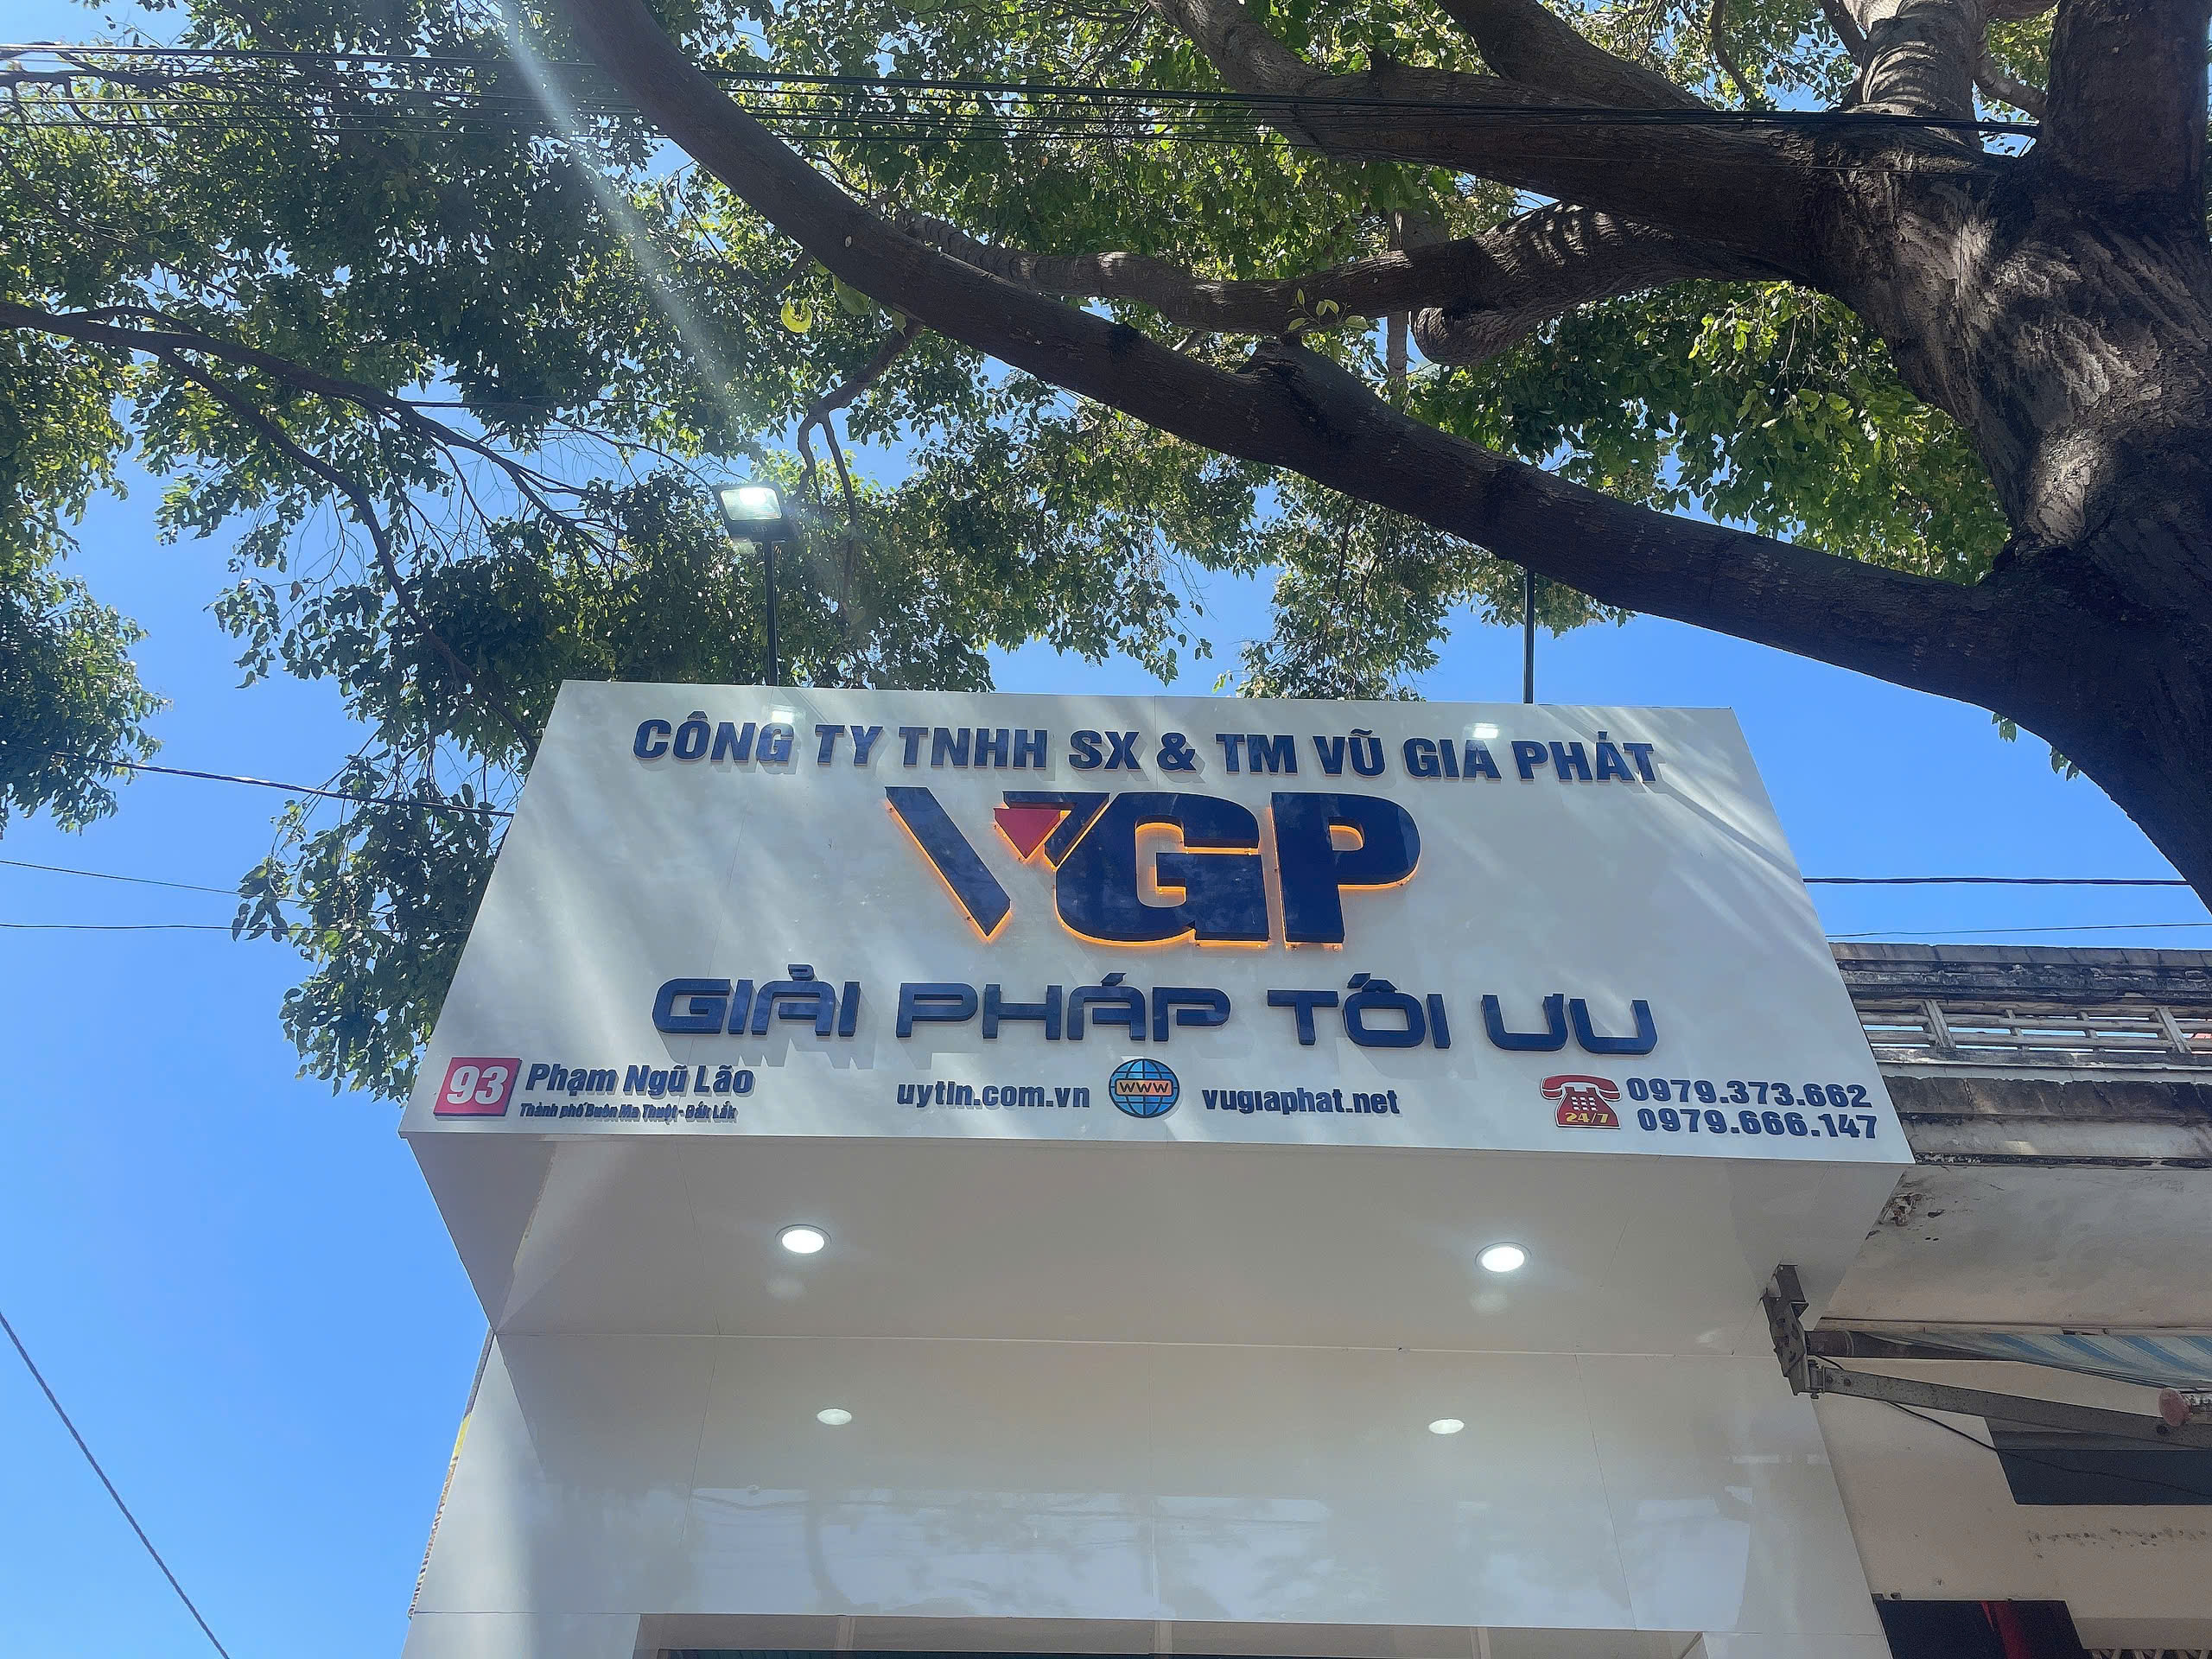 CÔNG TY TNHH SX & TM VŨ GIA PHÁT
VGP
GIẢI PHÁP TỐI ƯU
93 Phạm Ngũ Lão
Thành phố Buôn Ma Thuột - Đắk Lắk
uytin.com.vn
WWW
vugiaphat.net
24/7
0979.373.662
0979.666.147